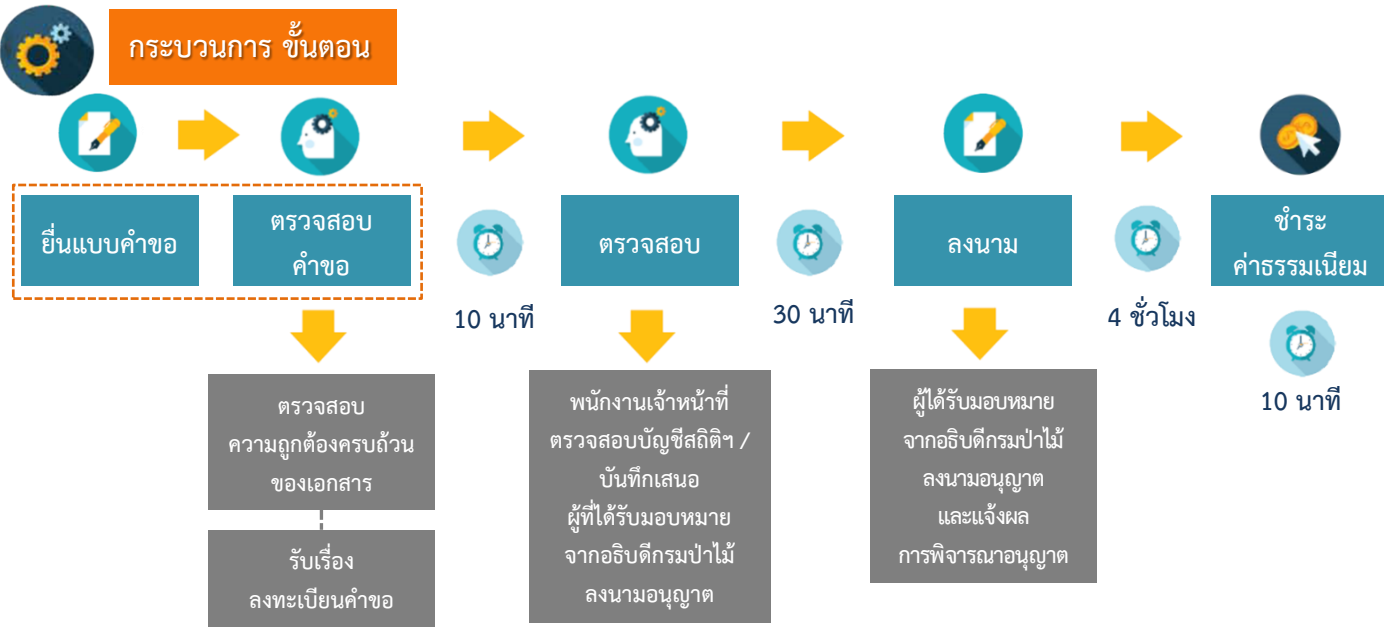 กระบวนการ ขั้นตอน
ยื่นแบบคำขอ
ตรวจสอบ
คำขอ
10 นาที
ตรวจสอบ
30 นาที
ลงนาม
4 ชั่วโมง
ชำระ
ค่าธรรมเนียม
10 นาที
ตรวจสอบ
ความถูกต้องครบถ้วน
ของเอกสาร
รับเรื่อง
ลงทะเบียนคำขอ
พนักงานเจ้าหน้าที่
ตรวจสอบบัญชีสถิติฯ /
บันทึกเสนอ
ผู้ที่ได้รับมอบหมาย
จากอธิบดีกรมป่าไม้
ลงนามอนุญาต
ผู้ได้รับมอบหมาย
จากอธิบดีกรมป่าไม้
ลงนามอนุญาต
และแจ้งผล
การพิจารณาอนุญาต